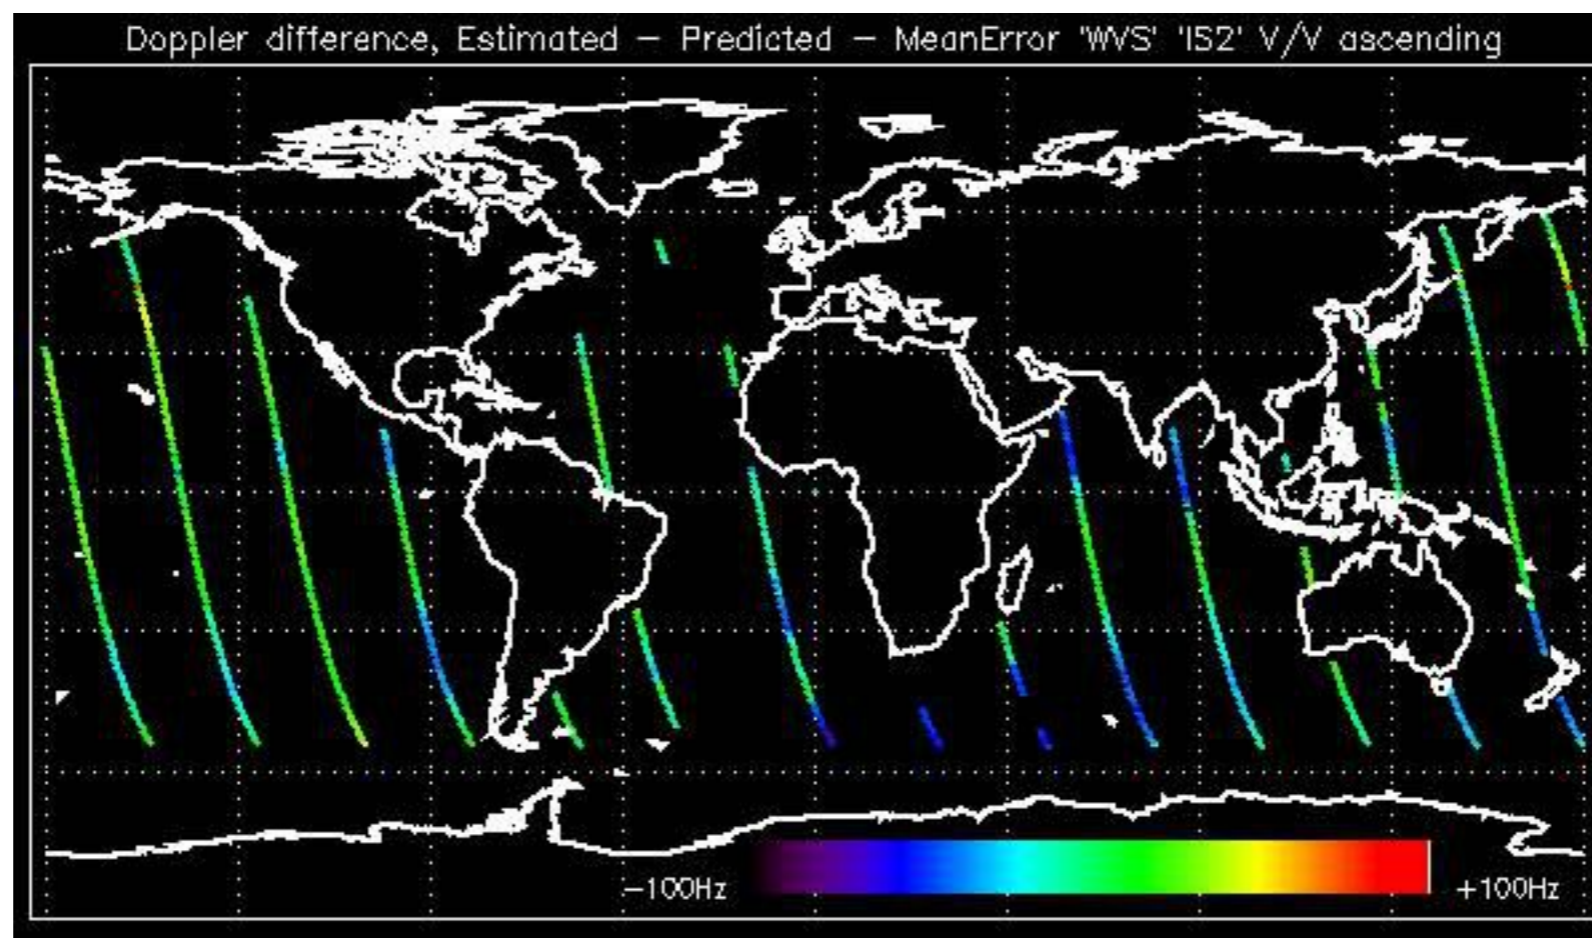 Doppler difference, Estimated − Predicted − MeanError 'WVS' 'IS2' V/V ascending
−100Hz
+100Hz